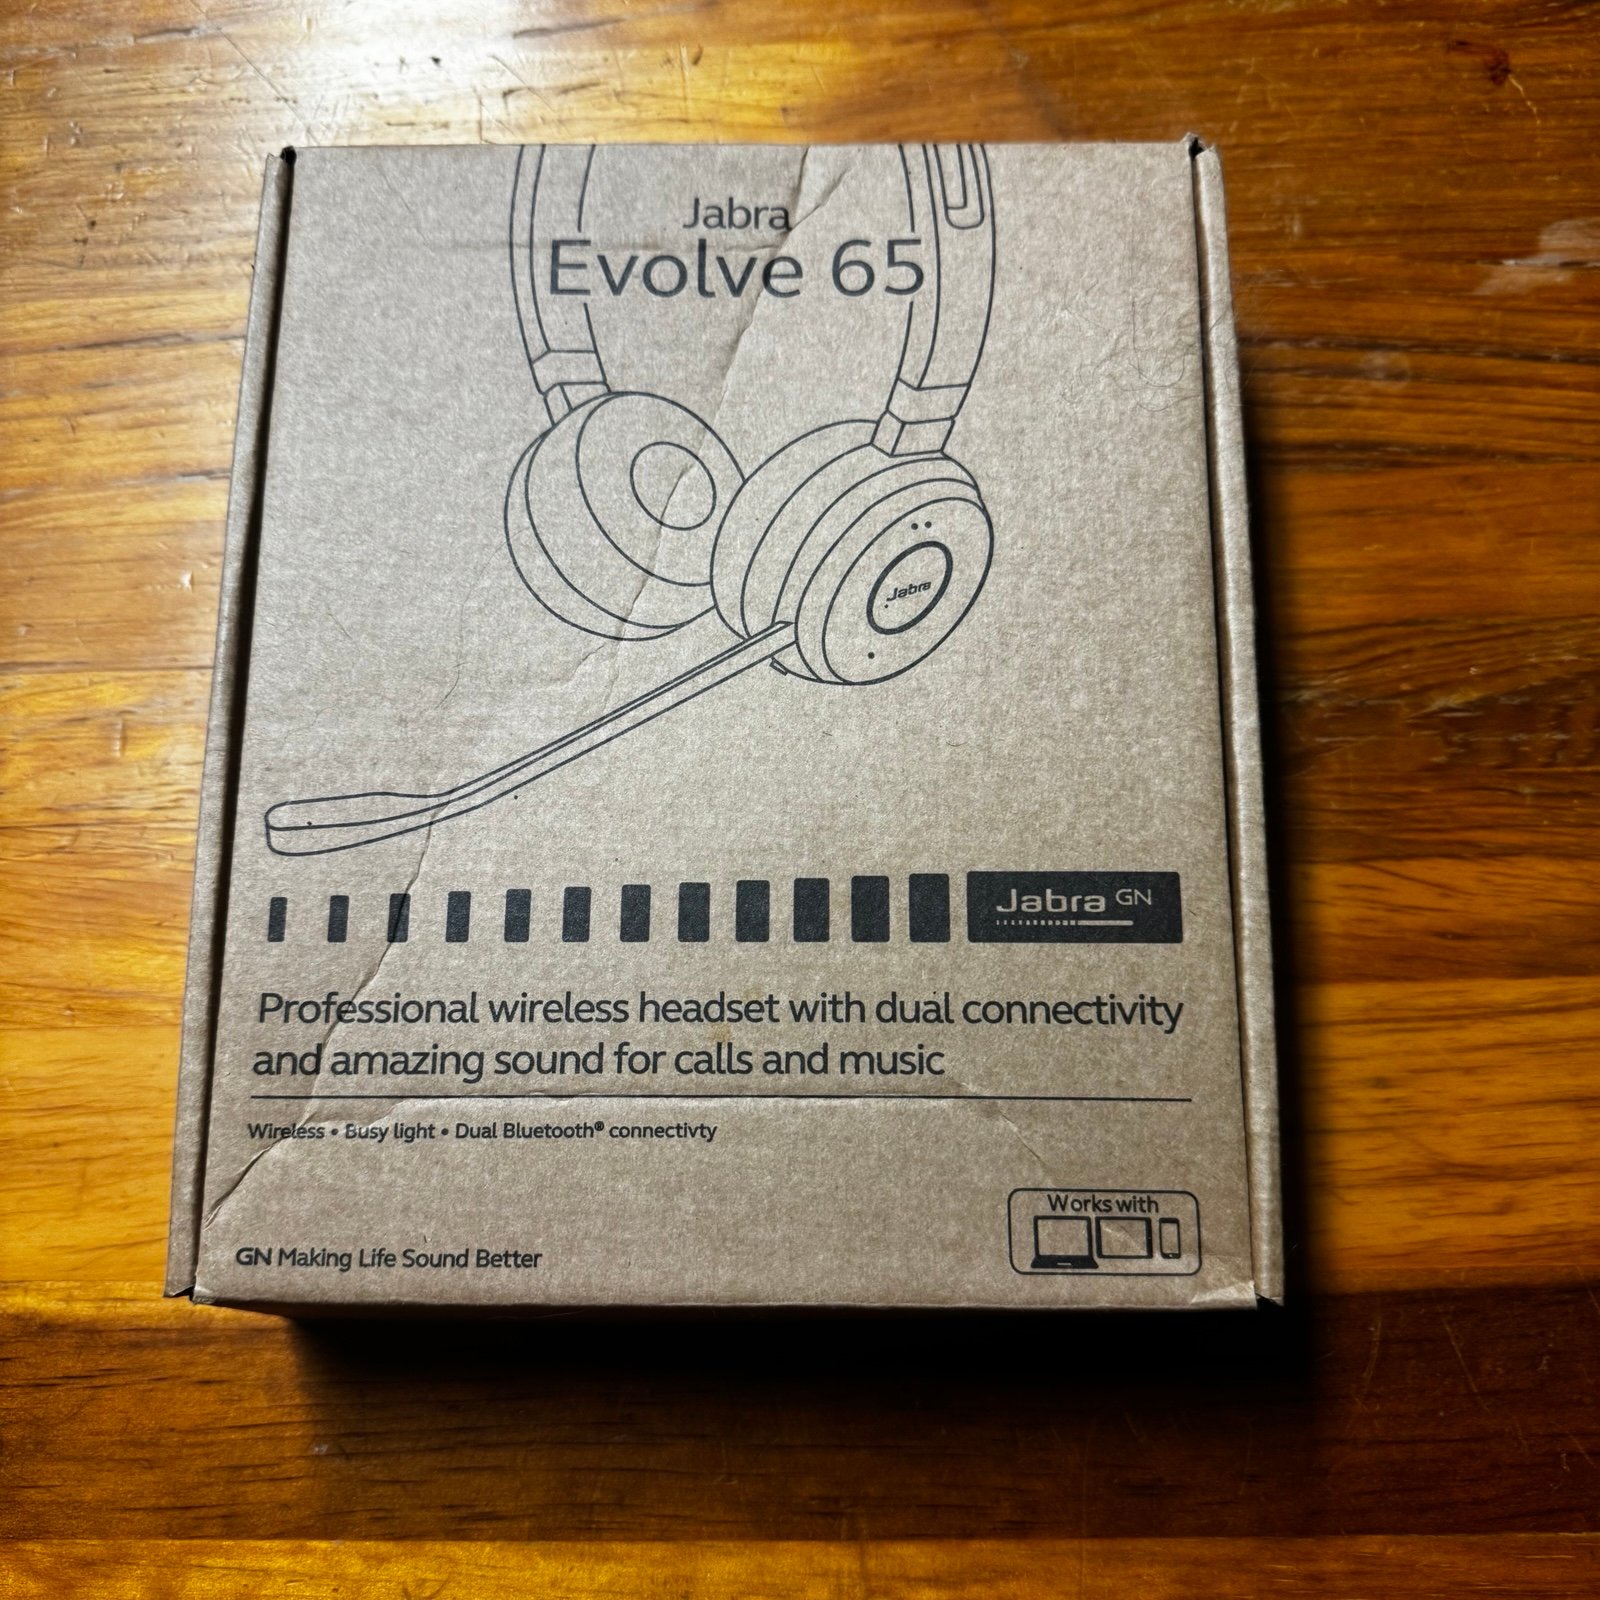 Jabra
Evolve 65
Jabra
Jabra GN
Professional wireless headset with dual connectivity
and amazing sound for calls and music
Wireless • Busy light • Dual Bluetooth® connectivty
Works with
GN Making Life Sound Better